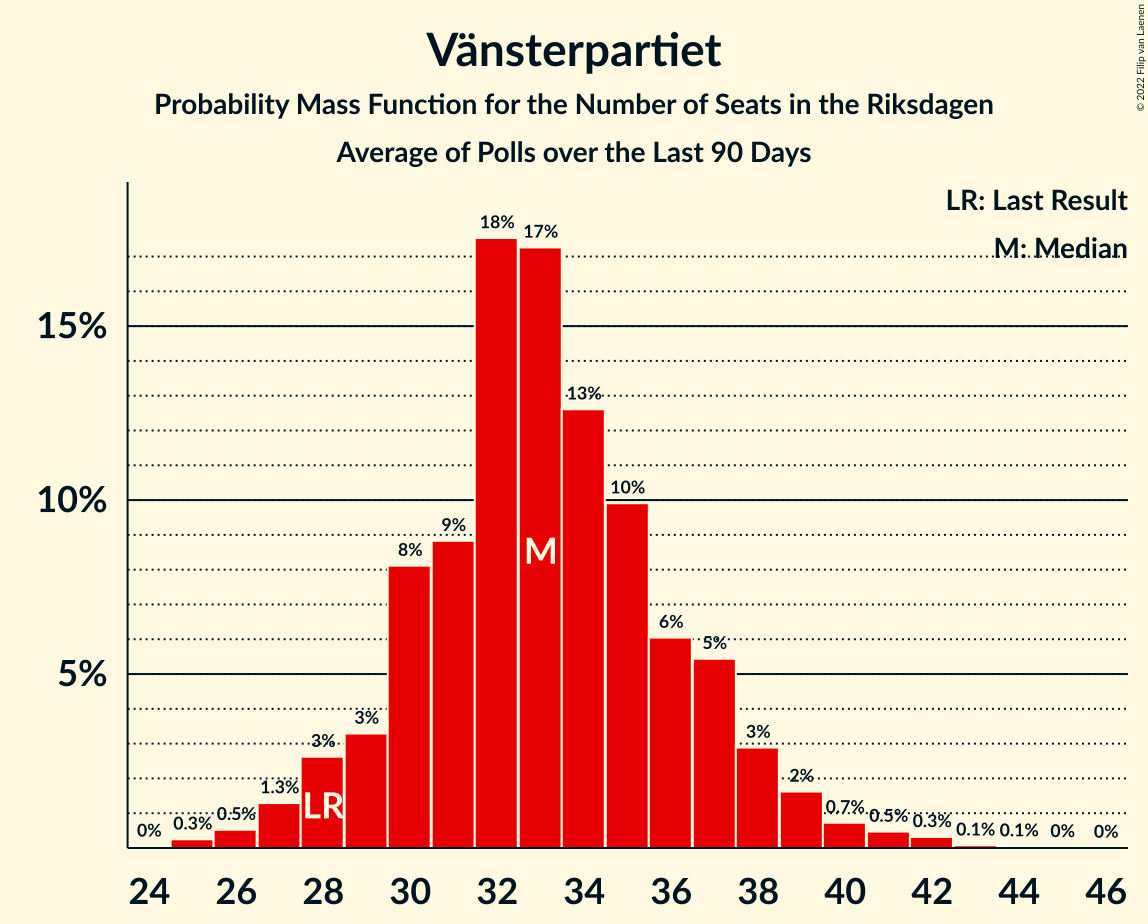 Vänsterpartiet
Probability Mass Function for the Number of Seats in the Riksdagen
Average of Polls over the Last 90 Days
© 2022 Filip van Laenen
LR: Last Result
M: Median
15%
10%
5%
0% 0.3% 0.5% 1.3% 3% 3% 8% 9% 18% 17% 13% 10% 6% 5% 3% 2% 0.7% 0.5% 0.3% 0.1% 0.1% 0% 0%
LR
M
24 26 28 30 32 34 36 38 40 42 44 46